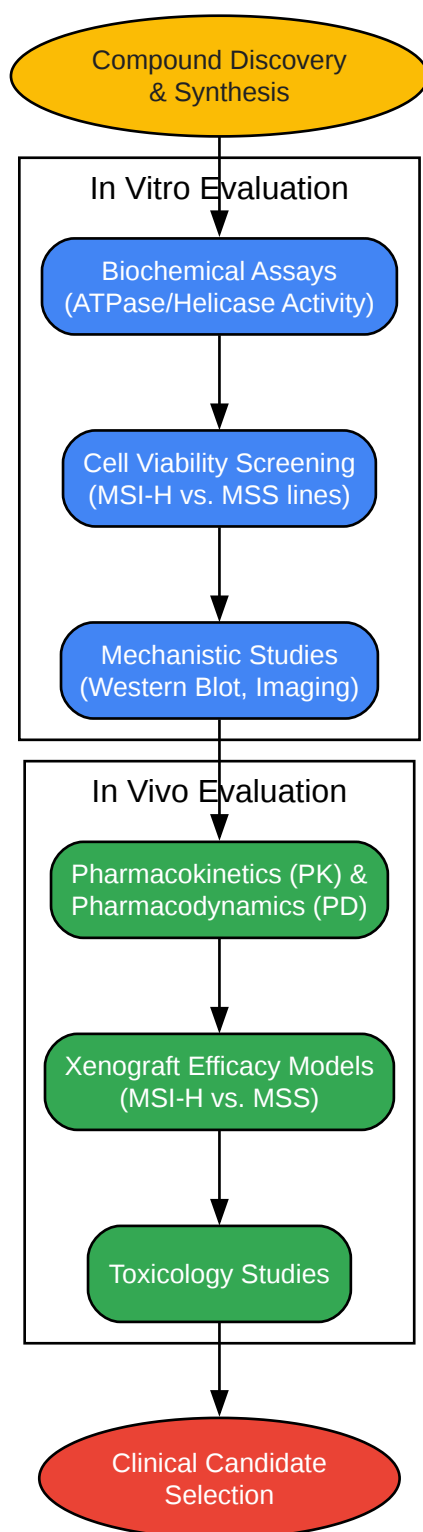 Compound Discovery
& Synthesis
In Vitro Evaluation
Biochemical Assays
(ATPase/Helicase Activity)
Cell Viability Screening
(MSI-H vs. MSS lines)
Mechanistic Studies
(Western Blot, Imaging)
In Vivo Evaluation
Pharmacokinetics (PK) &
Pharmacodynamics (PD)
Xenograft Efficacy Models
(MSI-H vs. MSS)
Toxicology Studies
Clinical Candidate
Selection